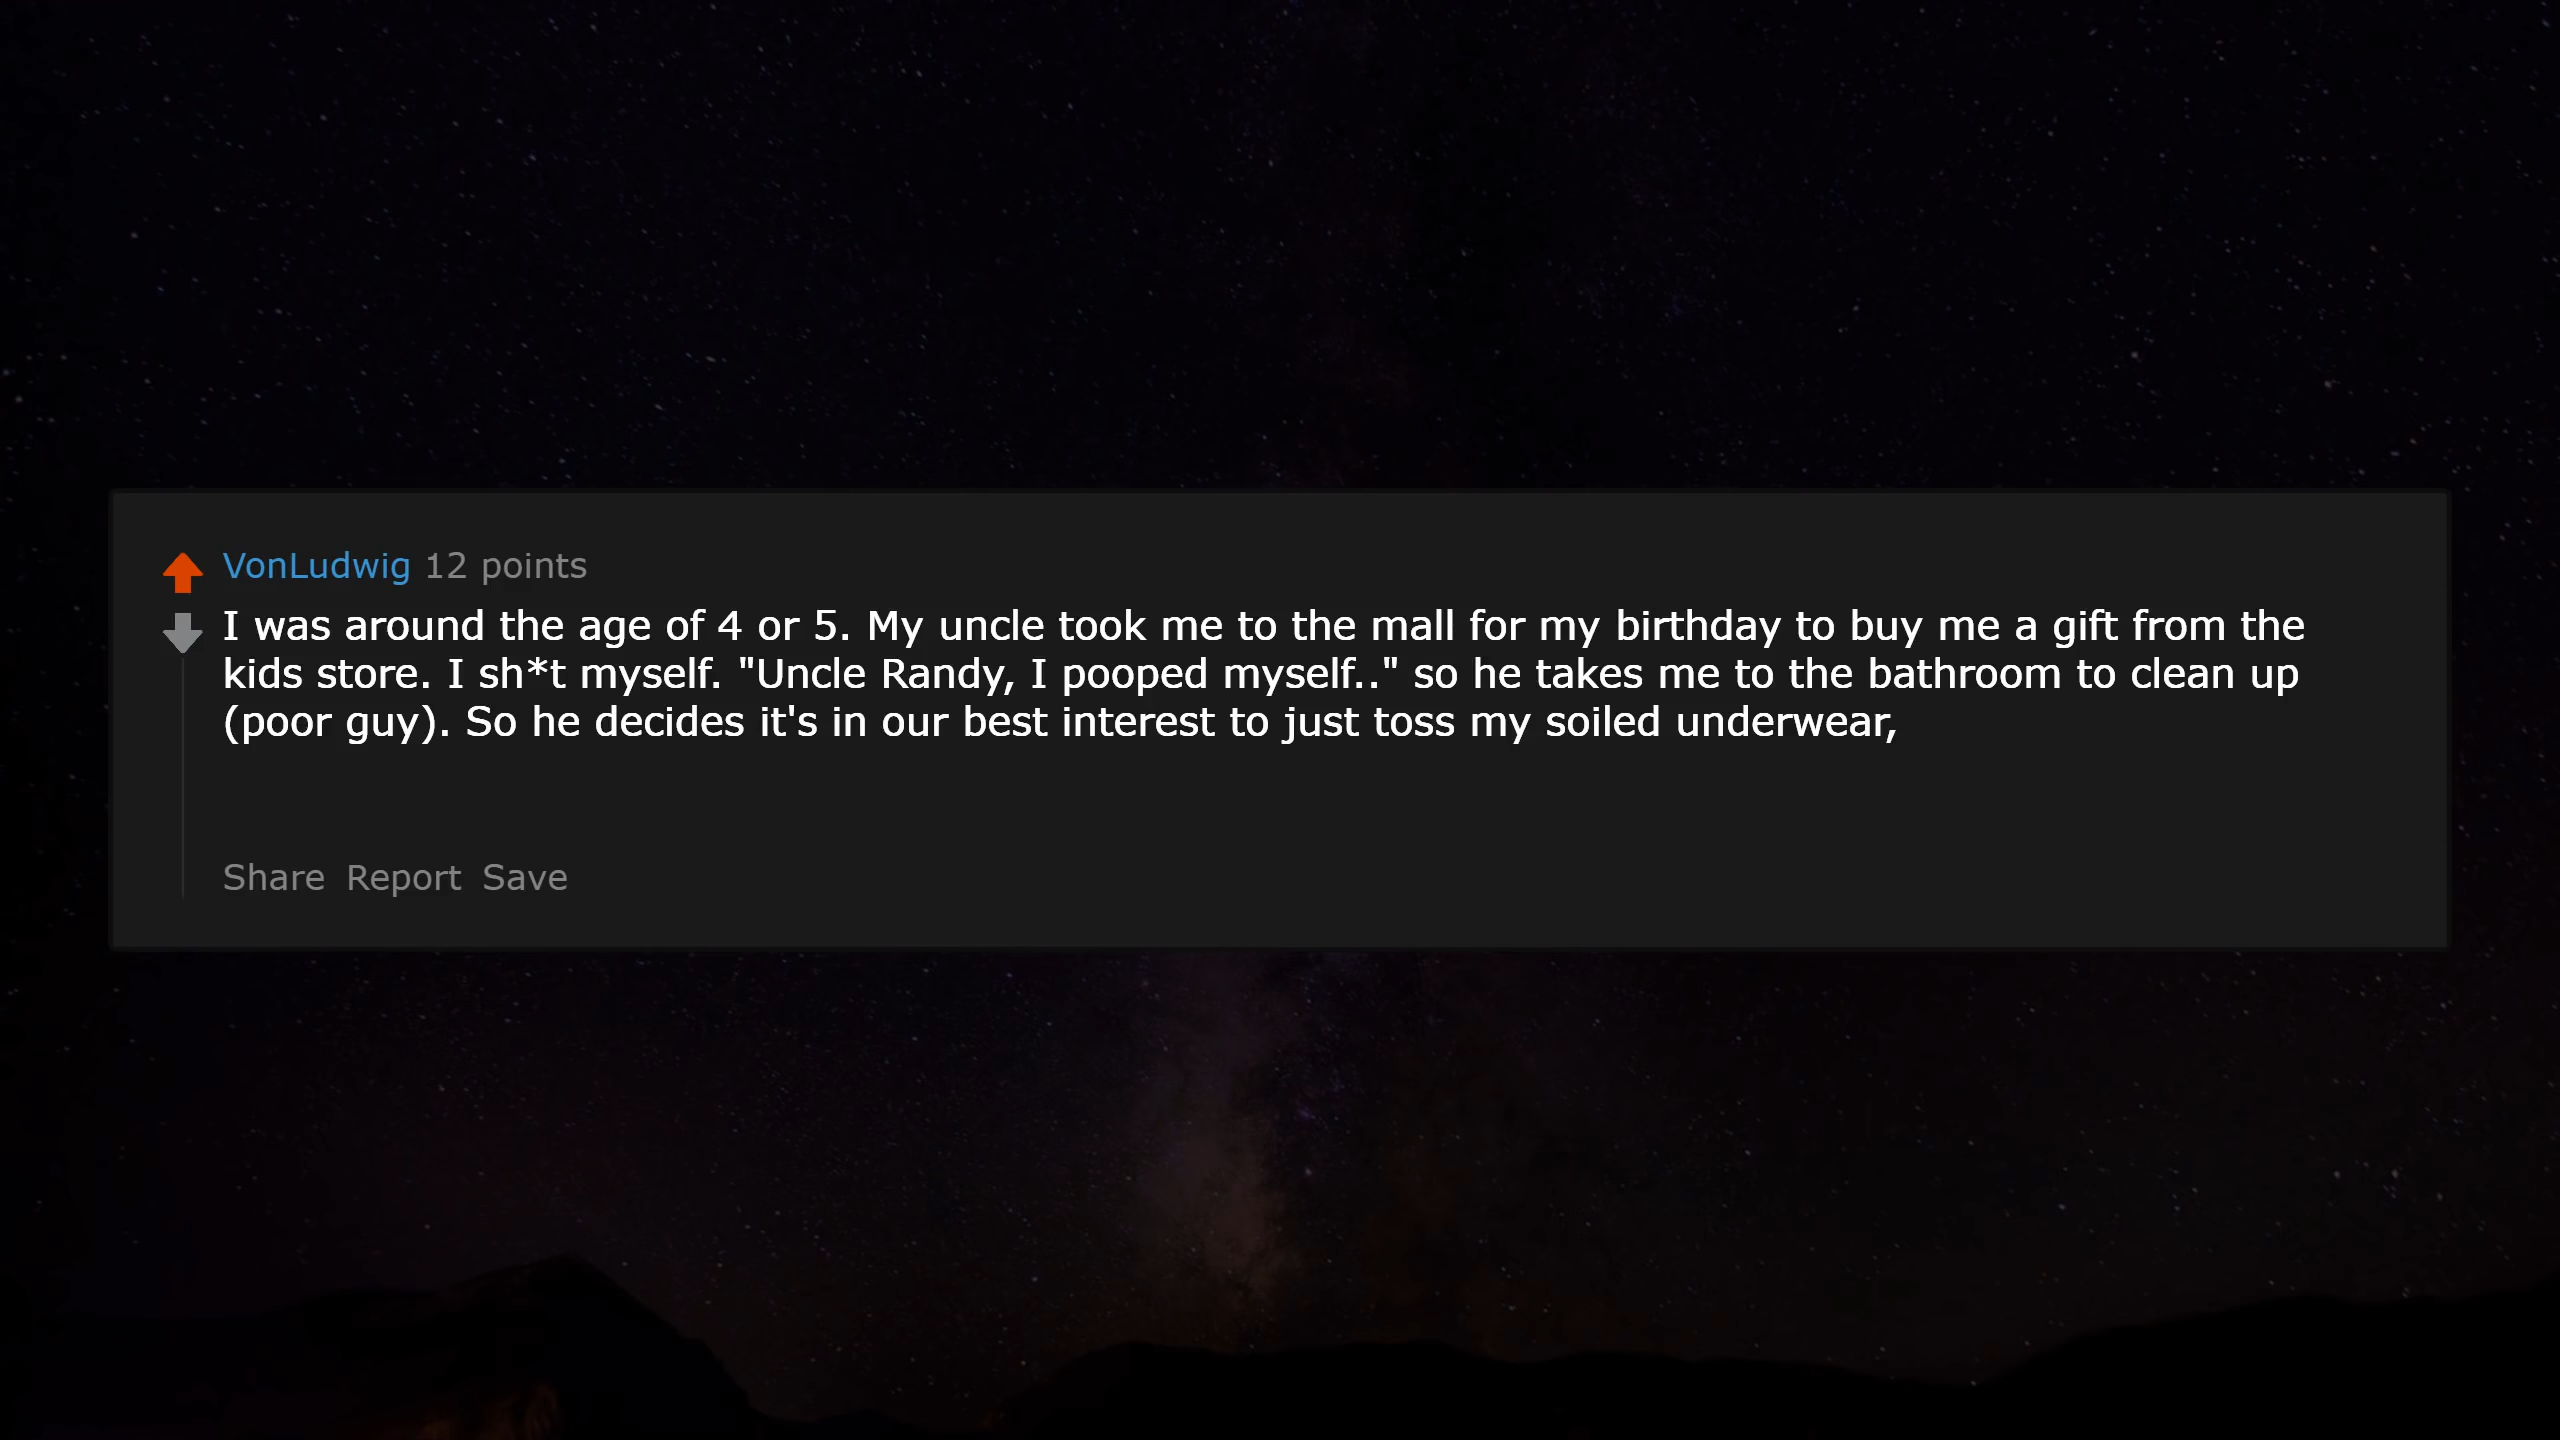 VonLudwig 12 points
I was around the age of 4 or 5. My uncle took me to the mall for my birthday to buy me a gift from the
kids store. I sh*t myself. "Uncle Randy, I pooped myself.." so he takes me to the bathroom to clean up
(poor guy). So he decides it's in our best interest to just toss my soiled underwear,
Share Report Save